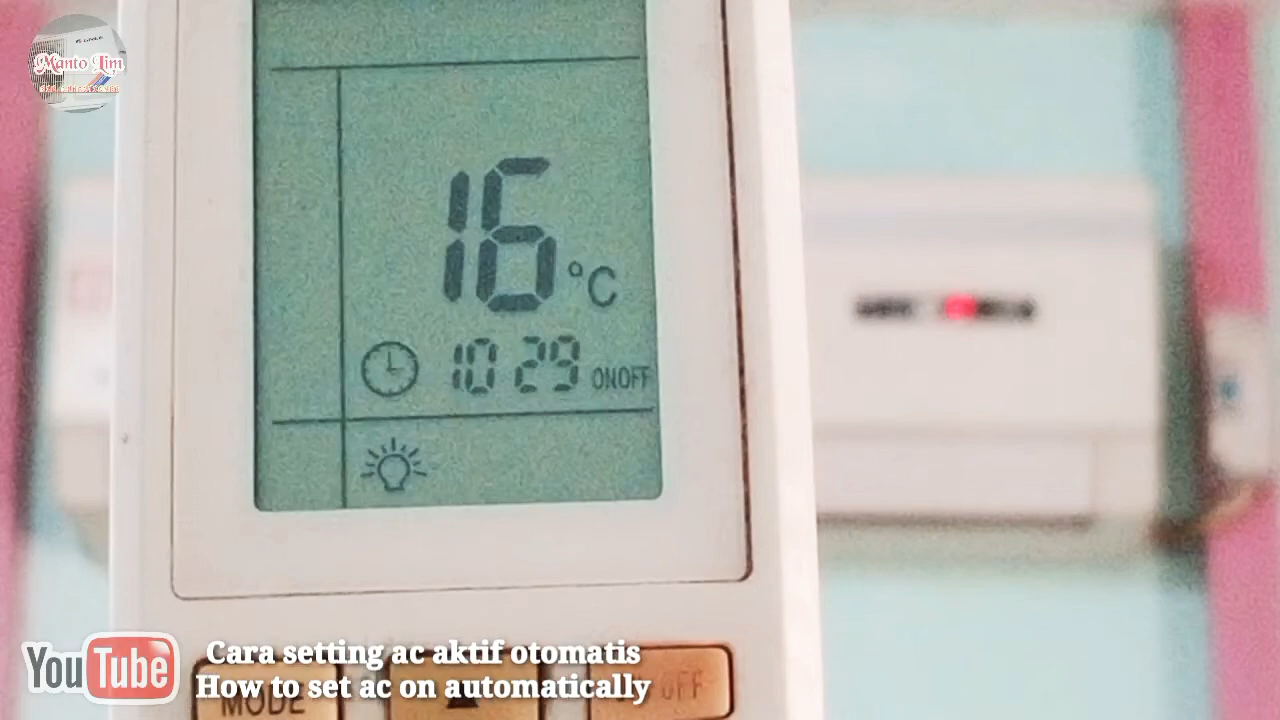 Manto Lim
16 °C
10 29 ONOFF
YouTube
Cara setting ac aktif otomatis
How to set ac on automatically
MODE
OFF